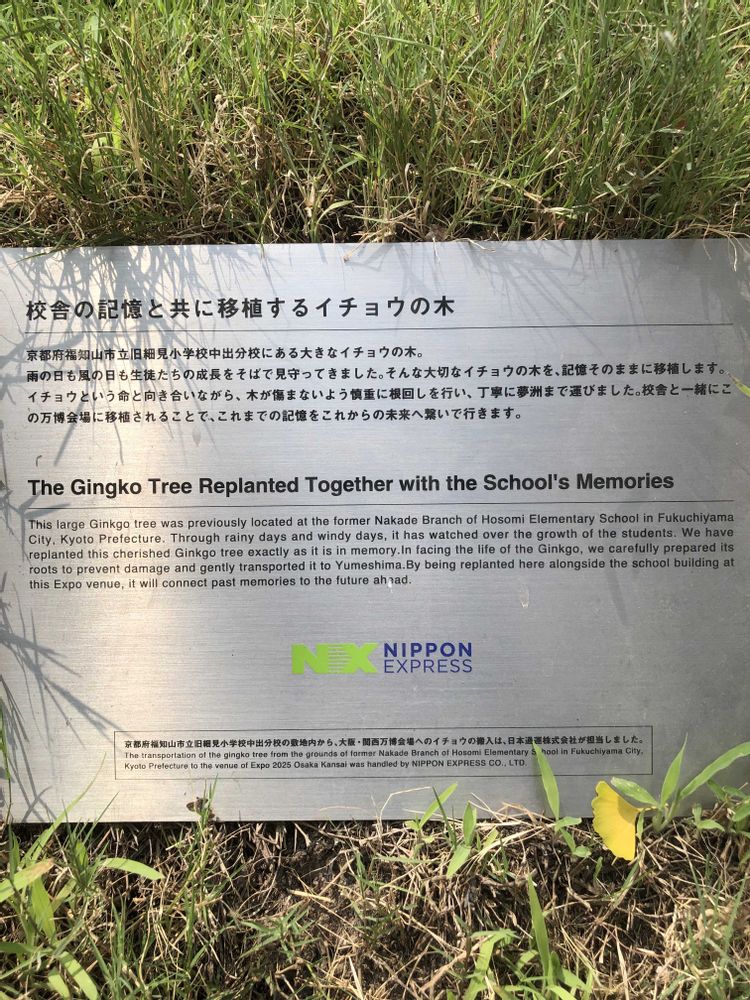 校舎の記憶と共に移植するイチョウの木
京都府福知山市立旧細見小学校中出分校にある大きなイチョウの木。
雨の日も風の日も生徒たちの成長をそばで見守ってきました。そんな大切なイチョウの木を、記憶そのままに移植します。
イチョウという命と向き合いながら、木が傷まないよう慎重に根回しを行い、丁寧に夢洲まで運びました。校舎と一緒にこ
の万博会場に移植されることで、これまでの記憶をこれからの未来へ繋いで行きます。
The Gingko Tree Replanted Together with the School's Memories
This large Ginkgo tree was previously located at the former Nakade Branch of Hosomi Elementary School in Fukuchiyama
City, Kyoto Prefecture. Through rainy days and windy days, it has watched over the growth of the students. We have
replanted this cherished Ginkgo tree exactly as it is in memory.In facing the life of the Ginkgo, we carefully prepared its
roots to prevent damage and gently transported it to Yumeshima.By being replanted here alongside the school building at
this Expo venue, it will connect past memories to the future ahead.
NX NIPPON
EXPRESS
京都府福知山市立旧細見小学校中出分校の敷地内から、大阪・関西万博会場へのイチョウの搬入は、日本通運株式会社が担当しました。
The transportation of the gingko tree from the grounds of former Nakade Branch of Hosomi Elementary School in Fukuchiyama City,
Kyoto Prefecture to the venue of Expo 2025 Osaka Kansai was handled by NIPPON EXPRESS CO., LTD.